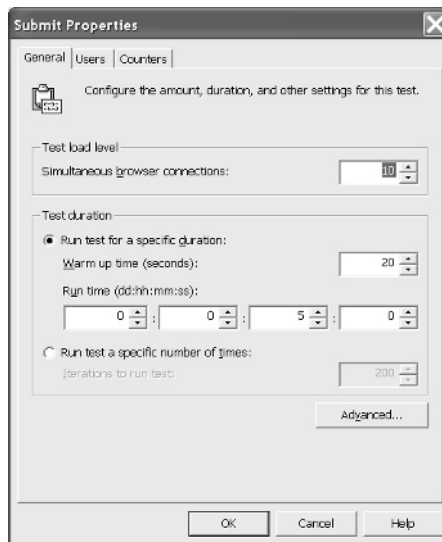 Submit Properties
General Users Counters
Configure the amount, duration, and other settings for this test.
Test load level
Simultaneous browser connections: 10
Test duration
Run test for a specific duration:
Warm up time (seconds): 20
Run time (dd:hh:mm:ss):
0 : 0 : 5 : 0
Run test a specific number of times:
Iterations to run test: 200
Advanced...
OK Cancel Help